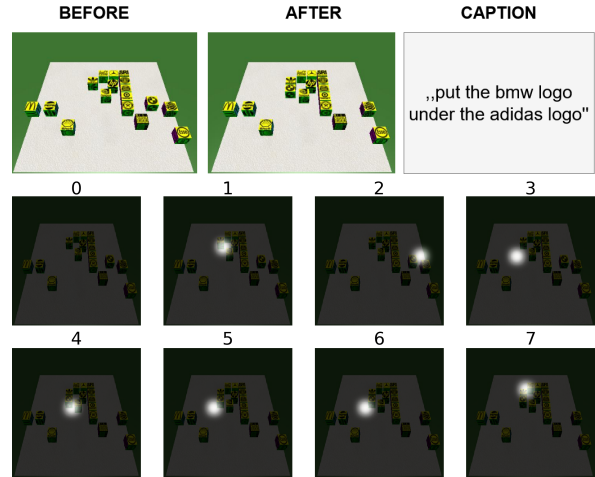 BEFORE
AFTER
CAPTION
,,put the bmw logo
under the adidas logo"
0
1
2
3
4
5
6
7